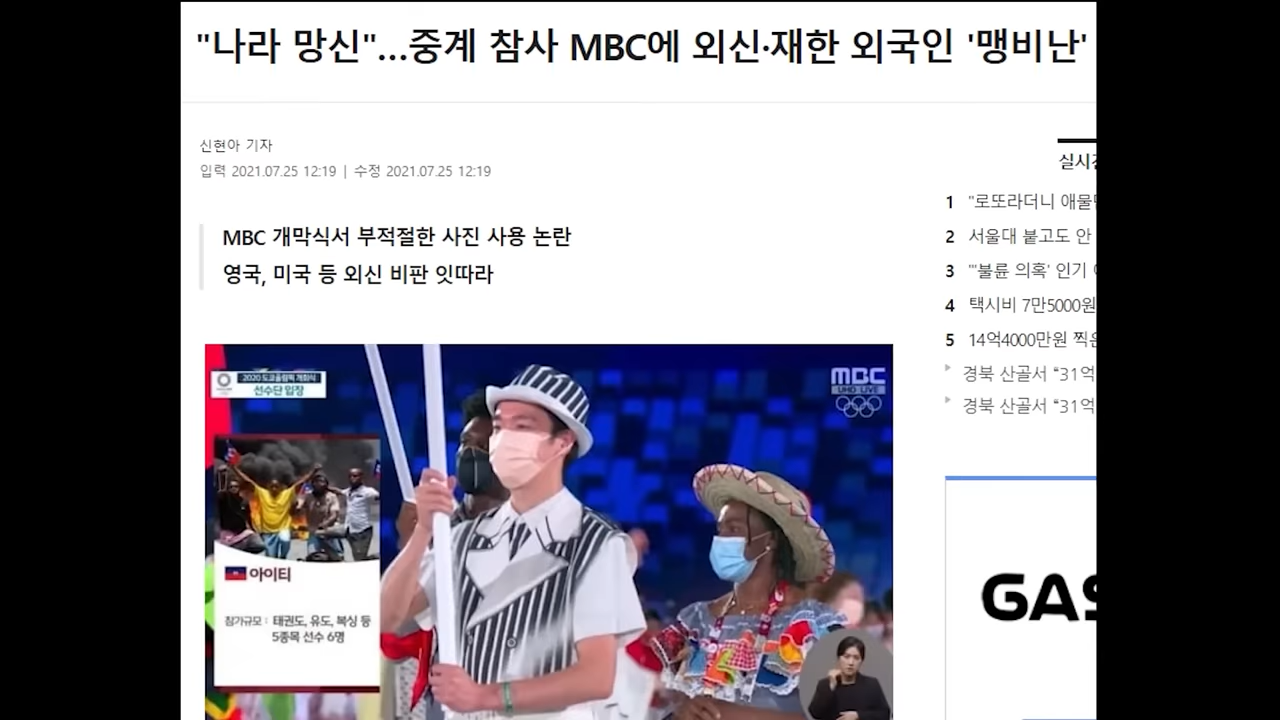 "나라 망신"...중계 참사 MBC에 외신·재한 외국인 '맹비난'
신현아 기자
입력 2021.07.25 12:19 | 수정 2021.07.25 12:19
MBC 개막식서 부적절한 사진 사용 논란
영국, 미국 등 외신 비판 잇따라
2020 도쿄올림픽 개회식
선수단 입장
MBC
UHD LIVE
아이티
참가규모 : 태권도, 유도, 복싱 등
5종목 선수 6명
1 "로또라더니
2 서울대 붙고도 안
3 "'불륜 의혹' 인기
4 택시비 7만5000원
5 14억4000만원
경북 산골서 "31억
경북 산골서 "31억